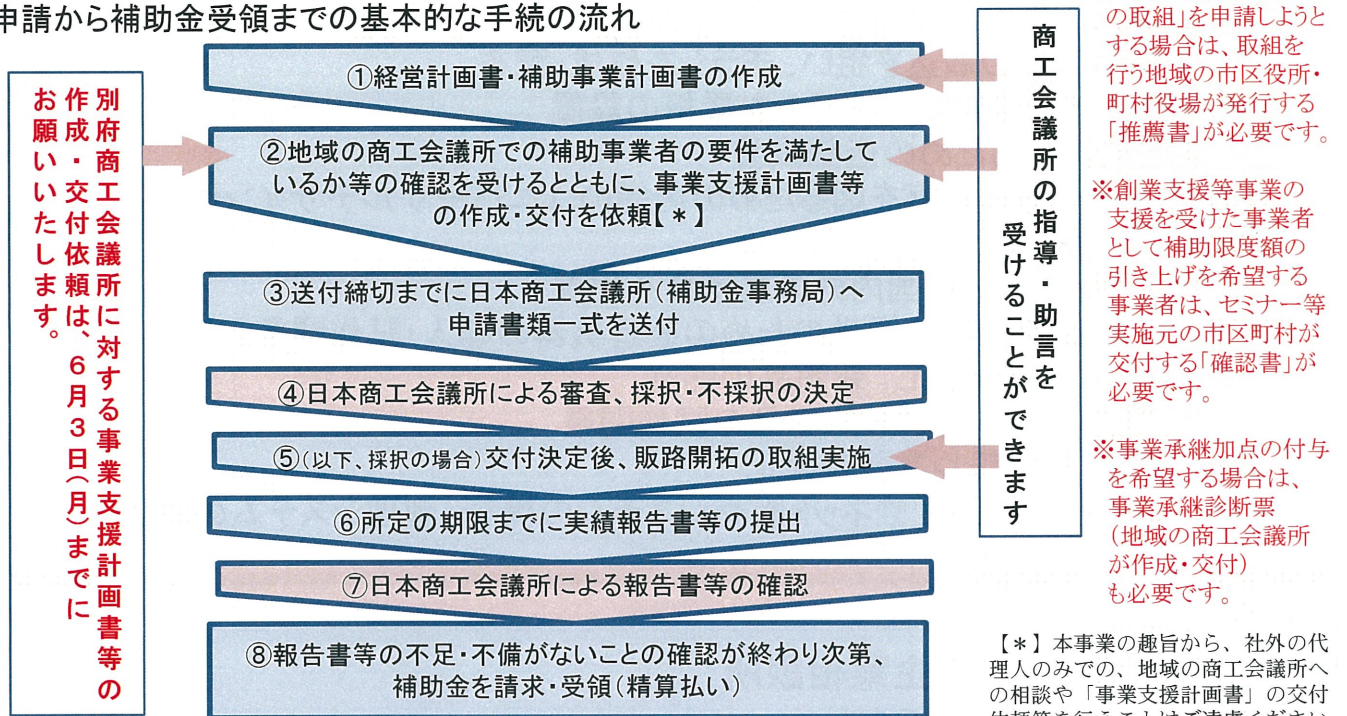 申請から補助金受領までの基本的な手続の流れ
別府商工会議所に対する事業支援計画書等の
作成・交付依頼は、6月3日(月)までに
お願いいたします。
①経営計画書・補助事業計画書の作成
②地域の商工会議所での補助事業者の要件を満たして
いるか等の確認を受けるとともに、事業支援計画書等
の作成・交付を依頼【*】
③送付締切までに日本商工会議所(補助金事務局)へ
申請書類一式を送付
④日本商工会議所による審査、採択・不採択の決定
⑤(以下、採択の場合)交付決定後、販路開拓の取組実施
⑥所定の期限までに実績報告書等の提出
⑦日本商工会議所による報告書等の確認
⑧報告書等の不足・不備がないことの確認が終わり次第、
補助金を請求・受領(精算払い)
商工会議所の指導・助言を
受けることができます
の取組」を申請しようと
する場合は、取組を
行う地域の市区役所・
町村役場が発行する
「推薦書」が必要です。
※創業支援等事業の
支援を受けた事業者
として補助限度額の
引き上げを希望する
事業者は、セミナー等
実施元の市区町村が
交付する「確認書」が
必要です。
※事業承継加点の付与
を希望する場合は、
事業承継診断票
(地域の商工会議所
が作成・交付)
も必要です。
【*】本事業の趣旨から、社外の代
理人のみでの、地域の商工会議所へ
の相談や「事業支援計画書」の交付